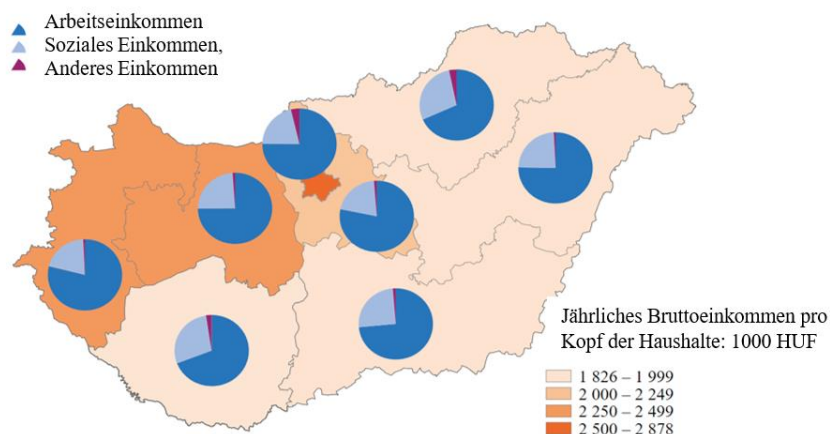 Arbeitseinkommen
Soziales Einkommen,
Anderes Einkommen
Jährliches Bruttoeinkommen pro
Kopf der Haushalte: 1000 HUF
1 826 – 1 999
2 000 – 2 249
2 250 – 2 499
2 500 – 2 878